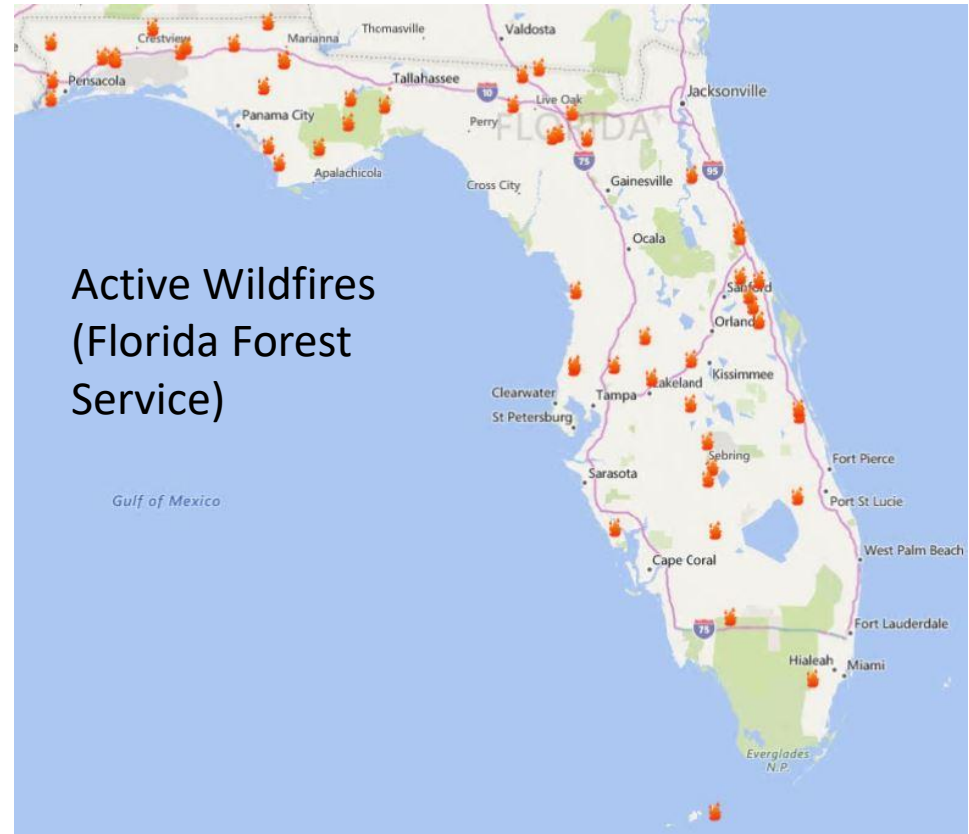 Thomasville
Valdosta
Crestview
Marianna
Pensacola
Tallahassee
10
Live Oak
Jacksonville
Panama City
Perry
FLORIDA
75
95
Apalachicola
Cross City
Gainesville
Ocala
Active Wildfires
(Florida Forest
Service)
Sanford
Orland
Kissimmee
Clearwater
Tampa
Lakeland
St Petersburg
Sebring
Fort Pierce
Sarasota
Gulf of Mexico
Port St Lucie
West Palm Beach
Cape Coral
75
Fort Lauderdale
Hialeah
Miami
Everglades
N.P.